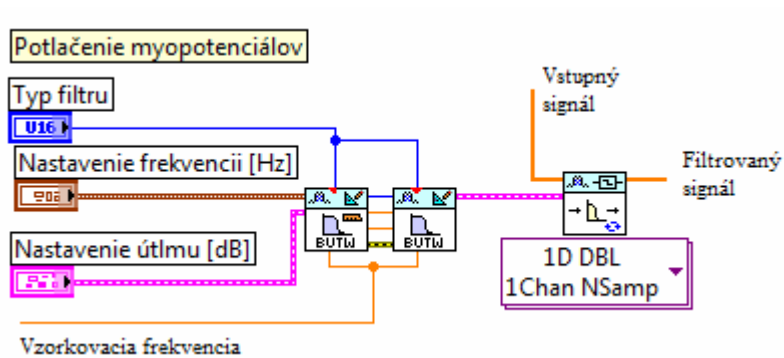 Potlačenie myopotenciálov
Typ filtru
U16
Nastavenie frekvencii [Hz]
Nastavenie útlmu [dB]
BUTW
BUTW
Vzorkovacia frekvencia
Vstupný
signál
Filtrovaný
signál
1D DBL
1Chan NSamp